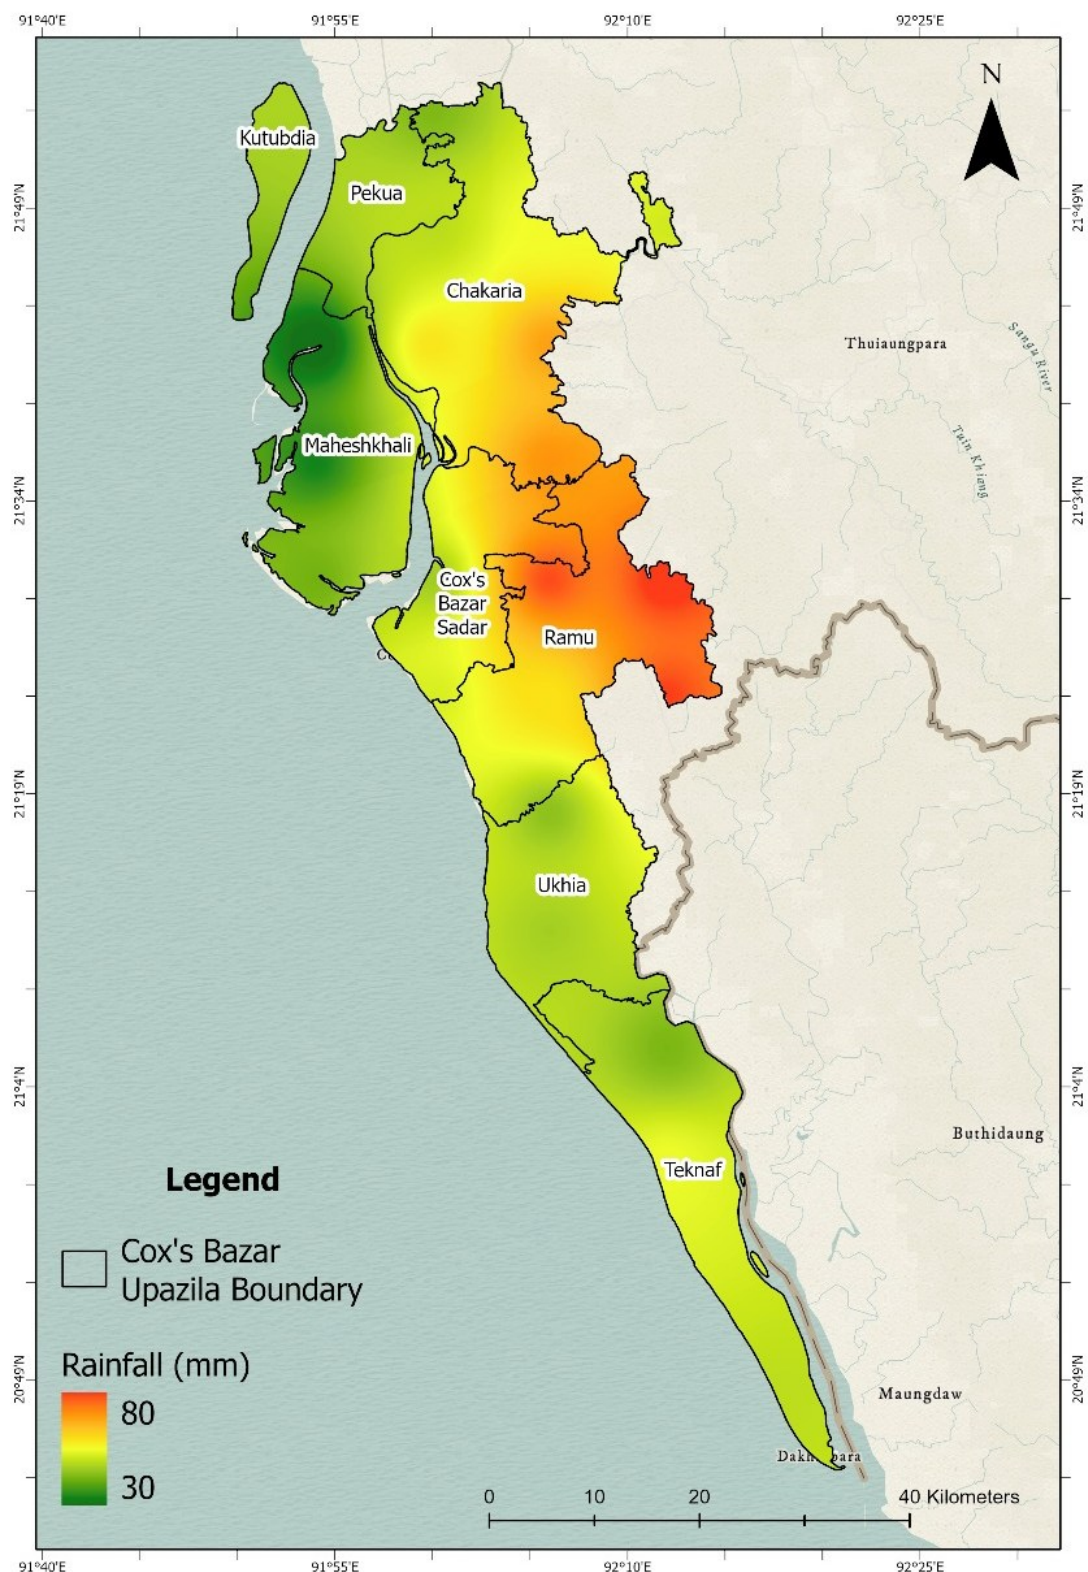 91°40'E 91°55'E 92°10'E 92°25'E
N
Kutubdia
21°49'N 21°49'N
Pekua
Chakaria
Thuiaungpara
Sangu River
Maheshkhali
Tuin Khiang
21°34'N 21°34'N
Cox's
Bazar
Sadar
Ramu
21°19'N 21°19'N
Ukhia
21°4'N 21°4'N
Buthidaung
Teknaf
Legend
Cox's Bazar
Upazila Boundary
Rainfall (mm)
80
30
20°49'N 20°49'N
Maungdaw
0 10 20 40 Kilometers
91°40'E 91°55'E 92°10'E 92°25'E